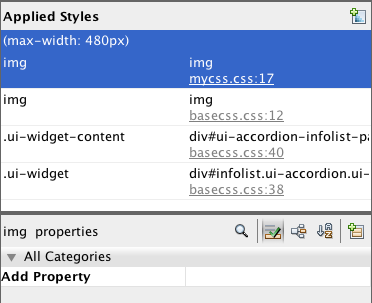 Applied Styles
(max-width: 480px)
img img
mycss.css:17
img img
basecss.css:12
.ui-widget-content div#ui-accordion-infolist-pa
basecss.css:40
.ui-widget div#infolist.ui-accordion.ui-
basecss.css:38
img properties
All Categories
Add Property